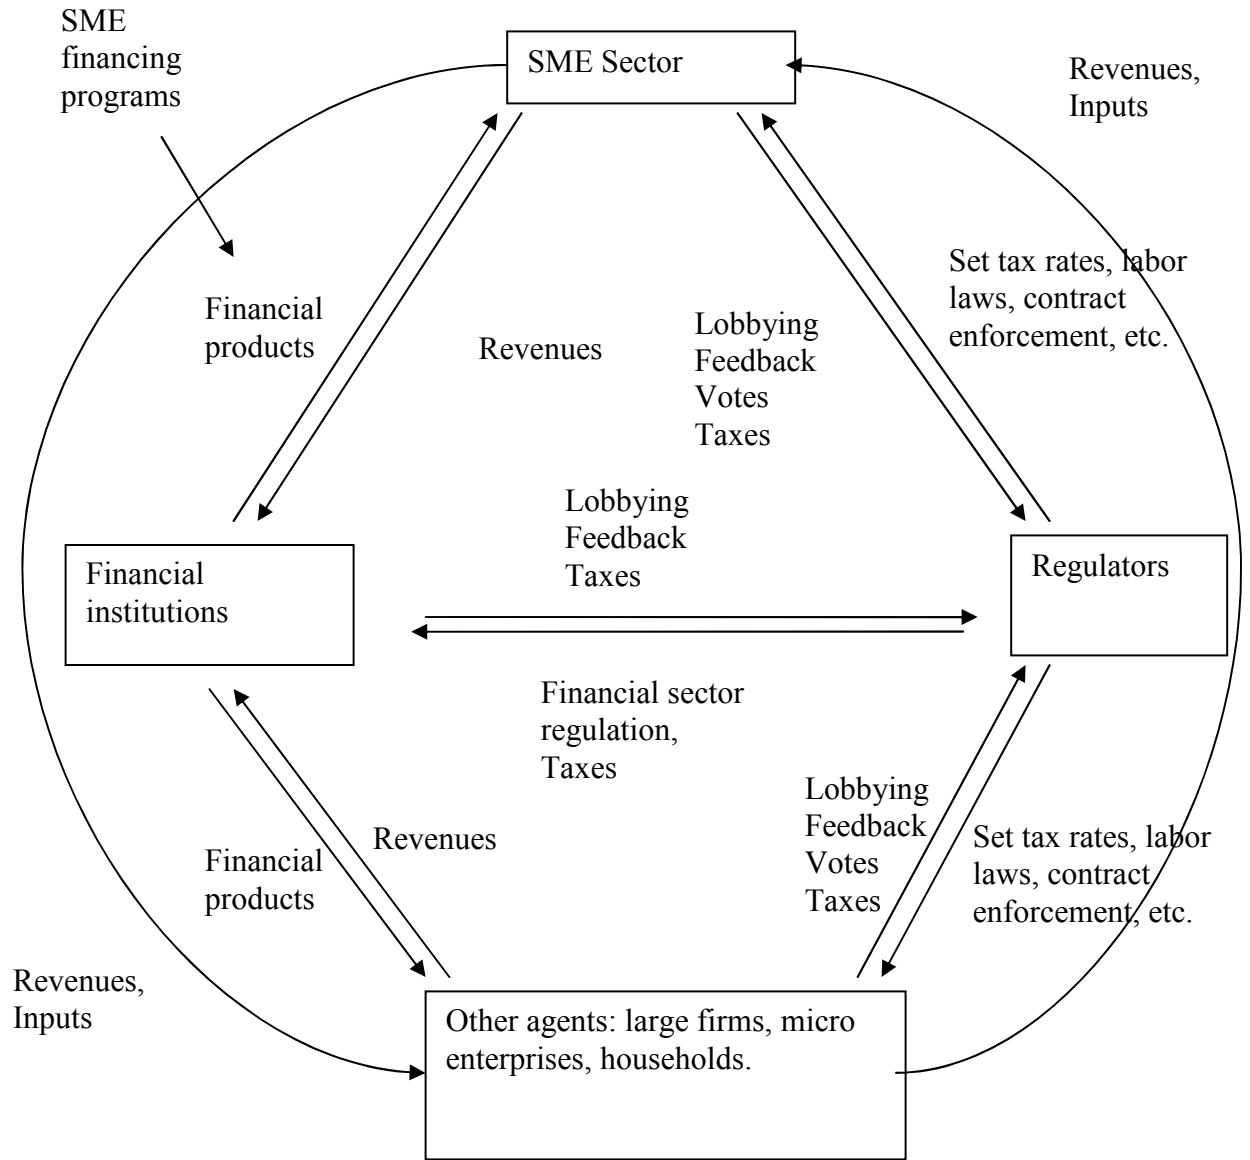 SME
financing
programs
SME Sector
Revenues,
Inputs
Set tax rates, labor
laws, contract
enforcement, etc.
Financial
products
Revenues
Lobbying
Feedback
Votes
Taxes
Lobbying
Feedback
Taxes
Financial
institutions
Regulators
Financial sector
regulation,
Taxes
Lobbying
Feedback
Votes
Taxes
Set tax rates, labor
laws, contract
enforcement, etc.
Revenues
Financial
products
Revenues,
Inputs
Other agents: large firms, micro
enterprises, households.